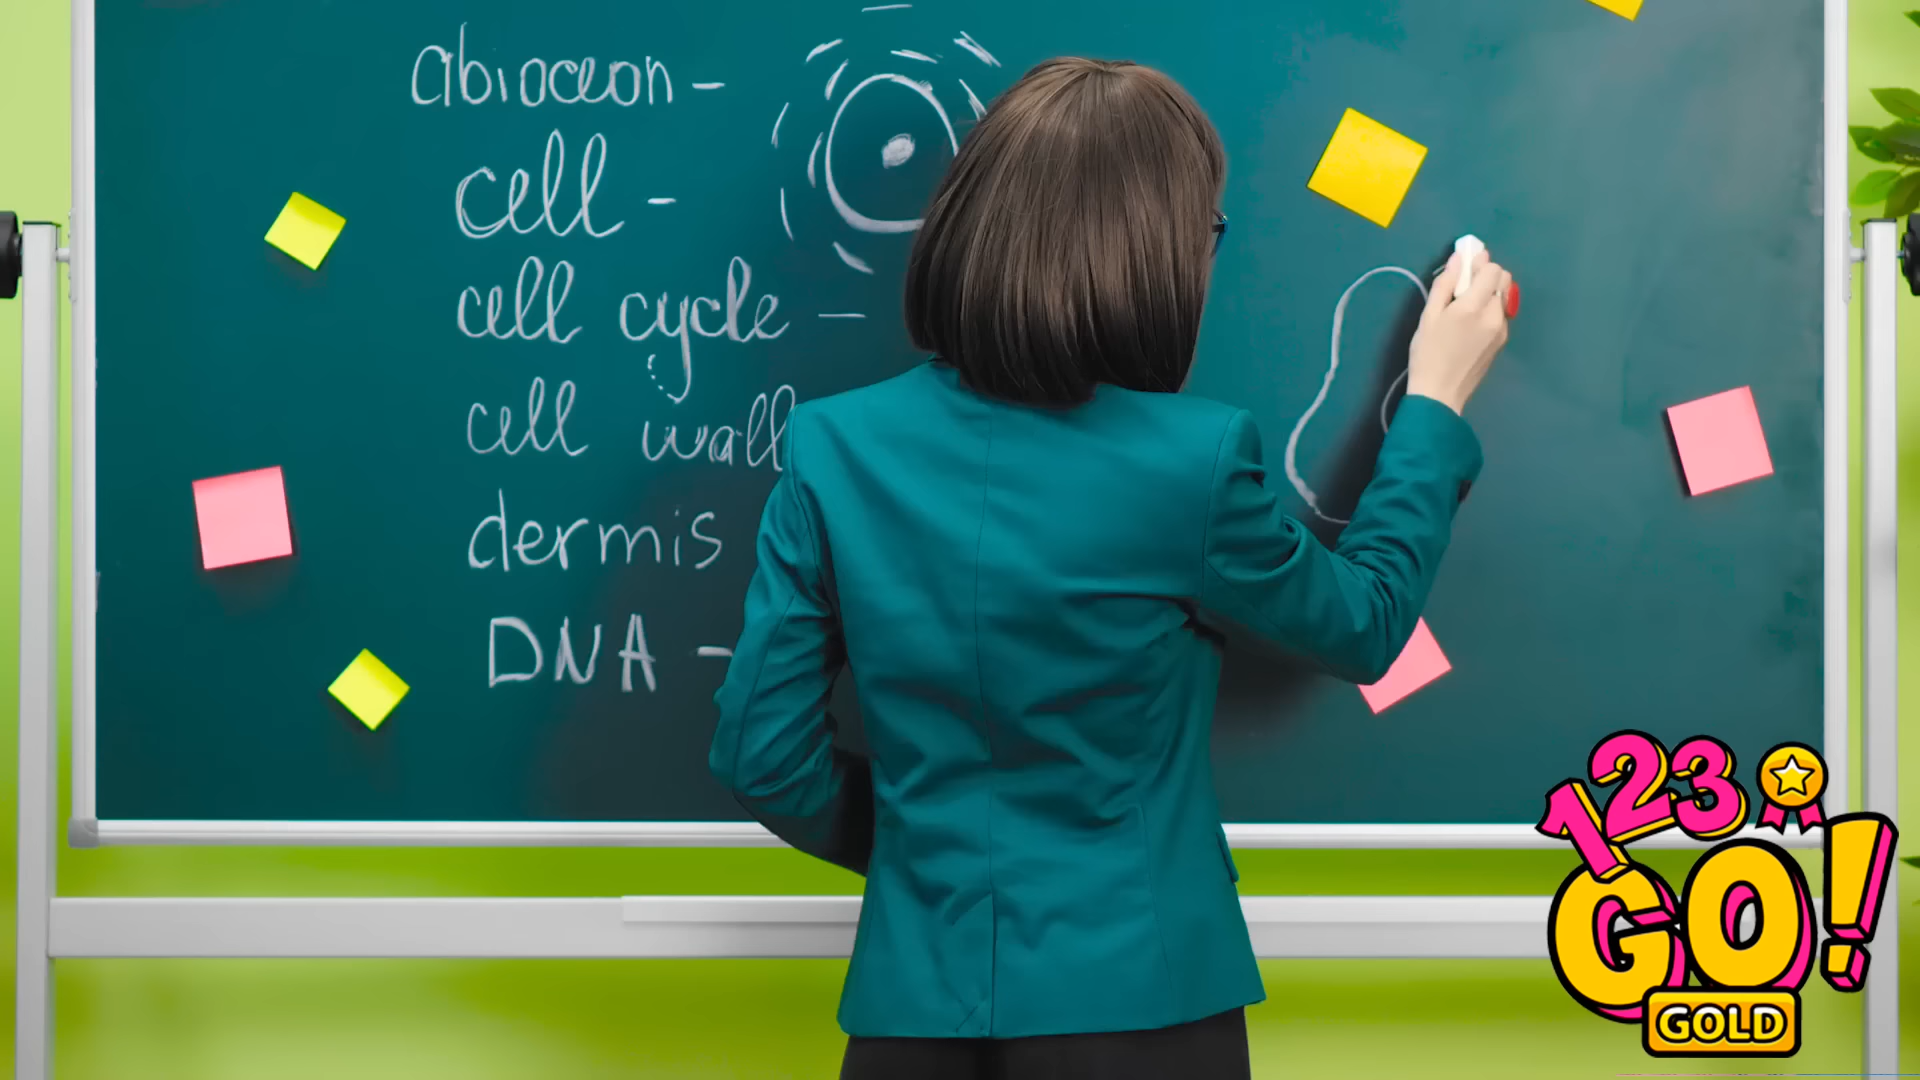 abioceon -
cell -
cell cycle -
cell wall
dermis
DNA -
123
GO!
GOLD